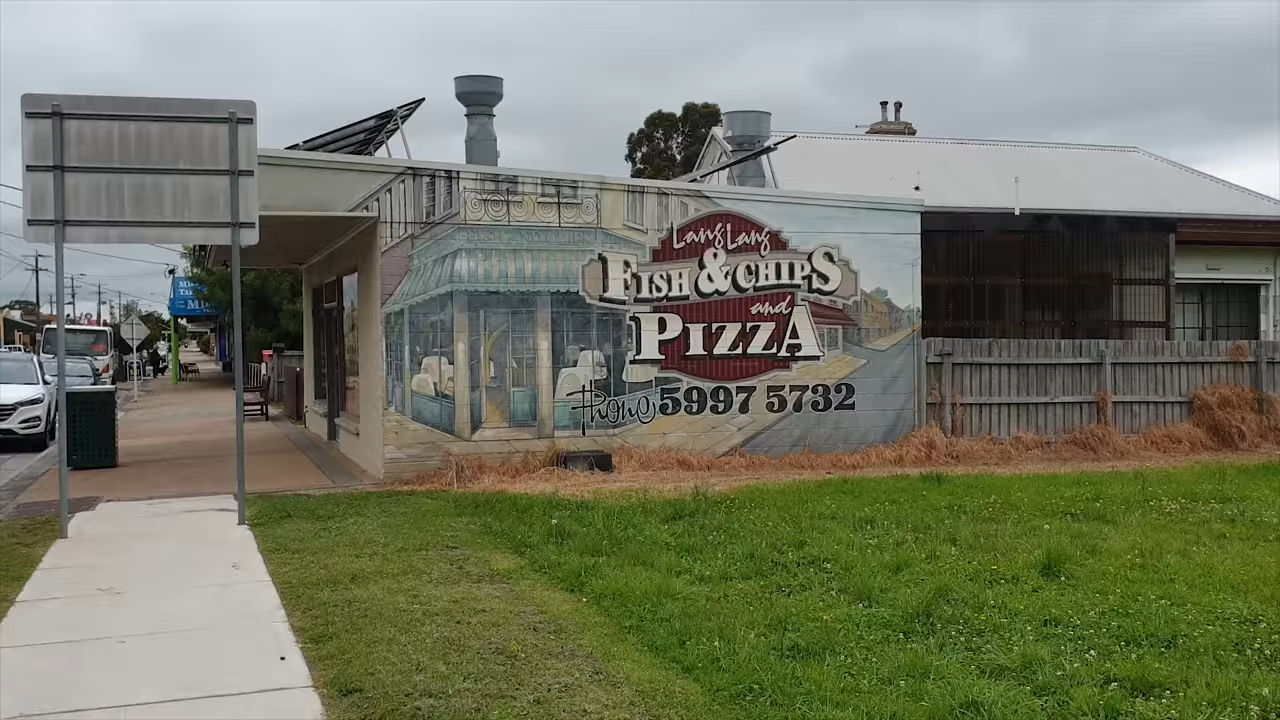 Lang Lang
FISH & CHIPS
and
PIZZA
Phone 5997 5732